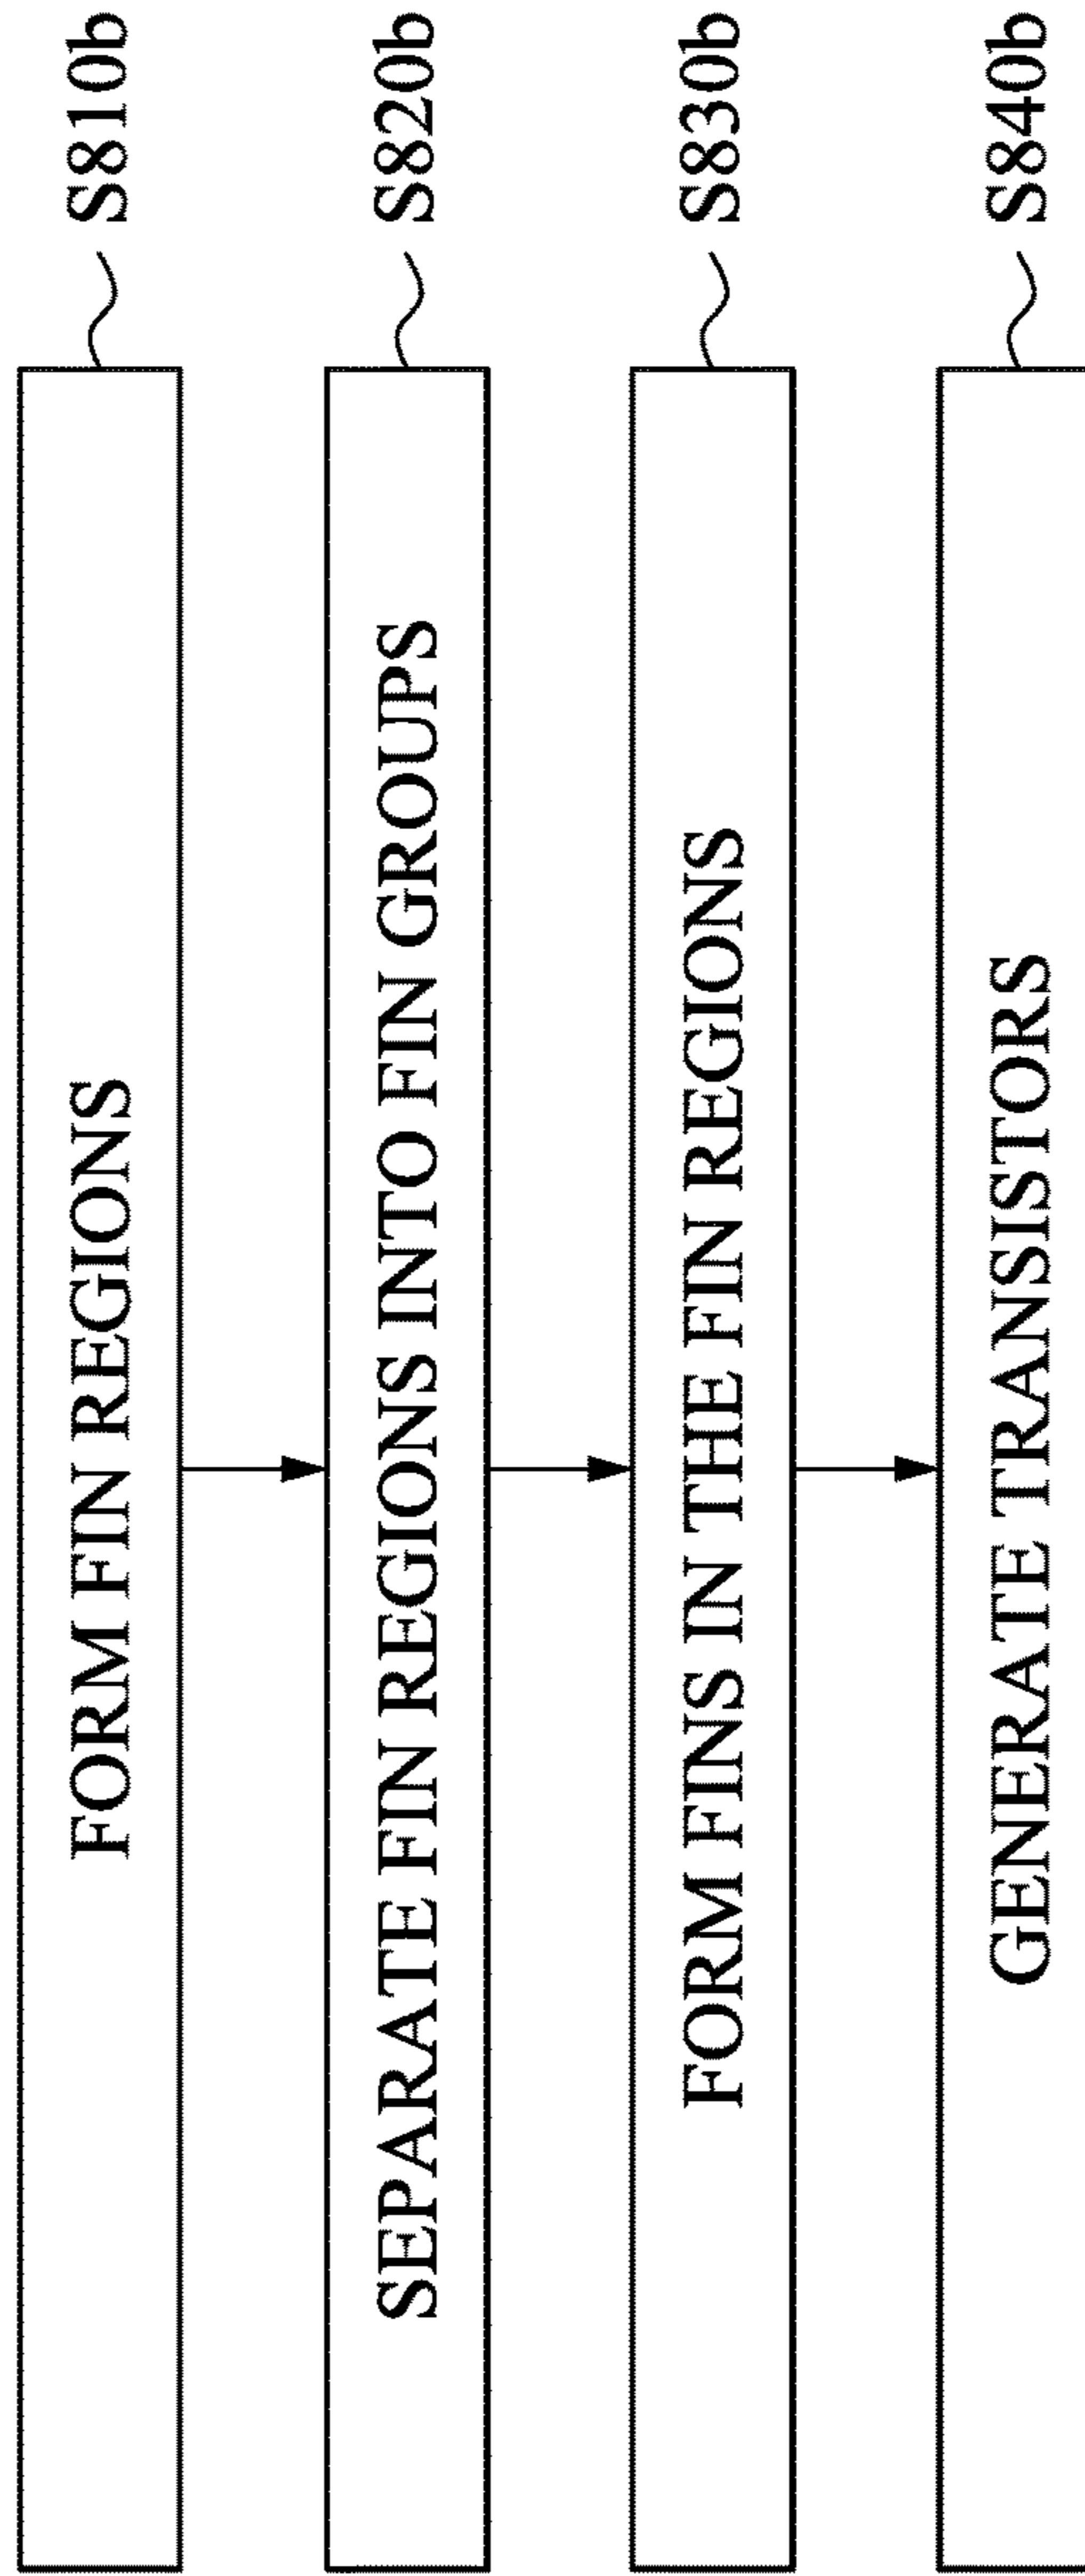 FORM FIN REGIONS
S810b
SEPARATE FIN REGIONS INTO FIN GROUPS
S820b
FORM FINS IN THE FIN REGIONS
S830b
GENERATE TRANSISTORS
S840b